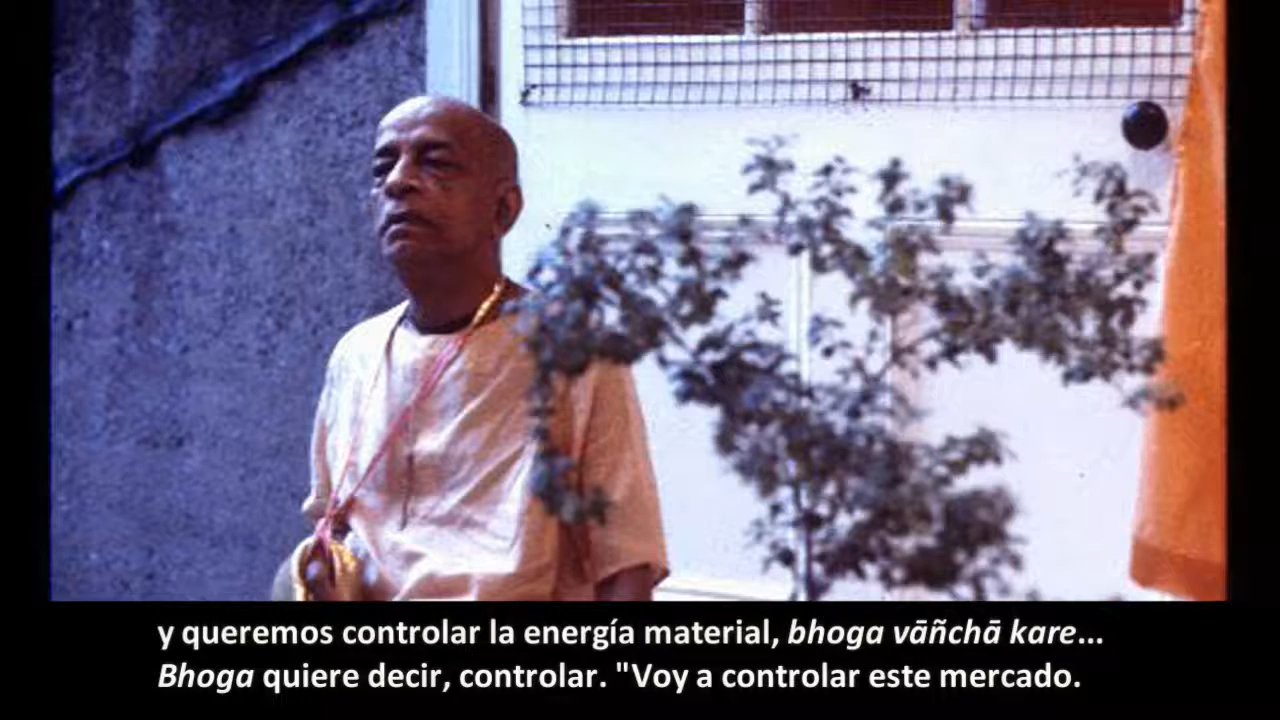 y queremos controlar la energía material, bhoga vāñchā kare...
Bhoga quiere decir, controlar. "Voy a controlar este mercado.